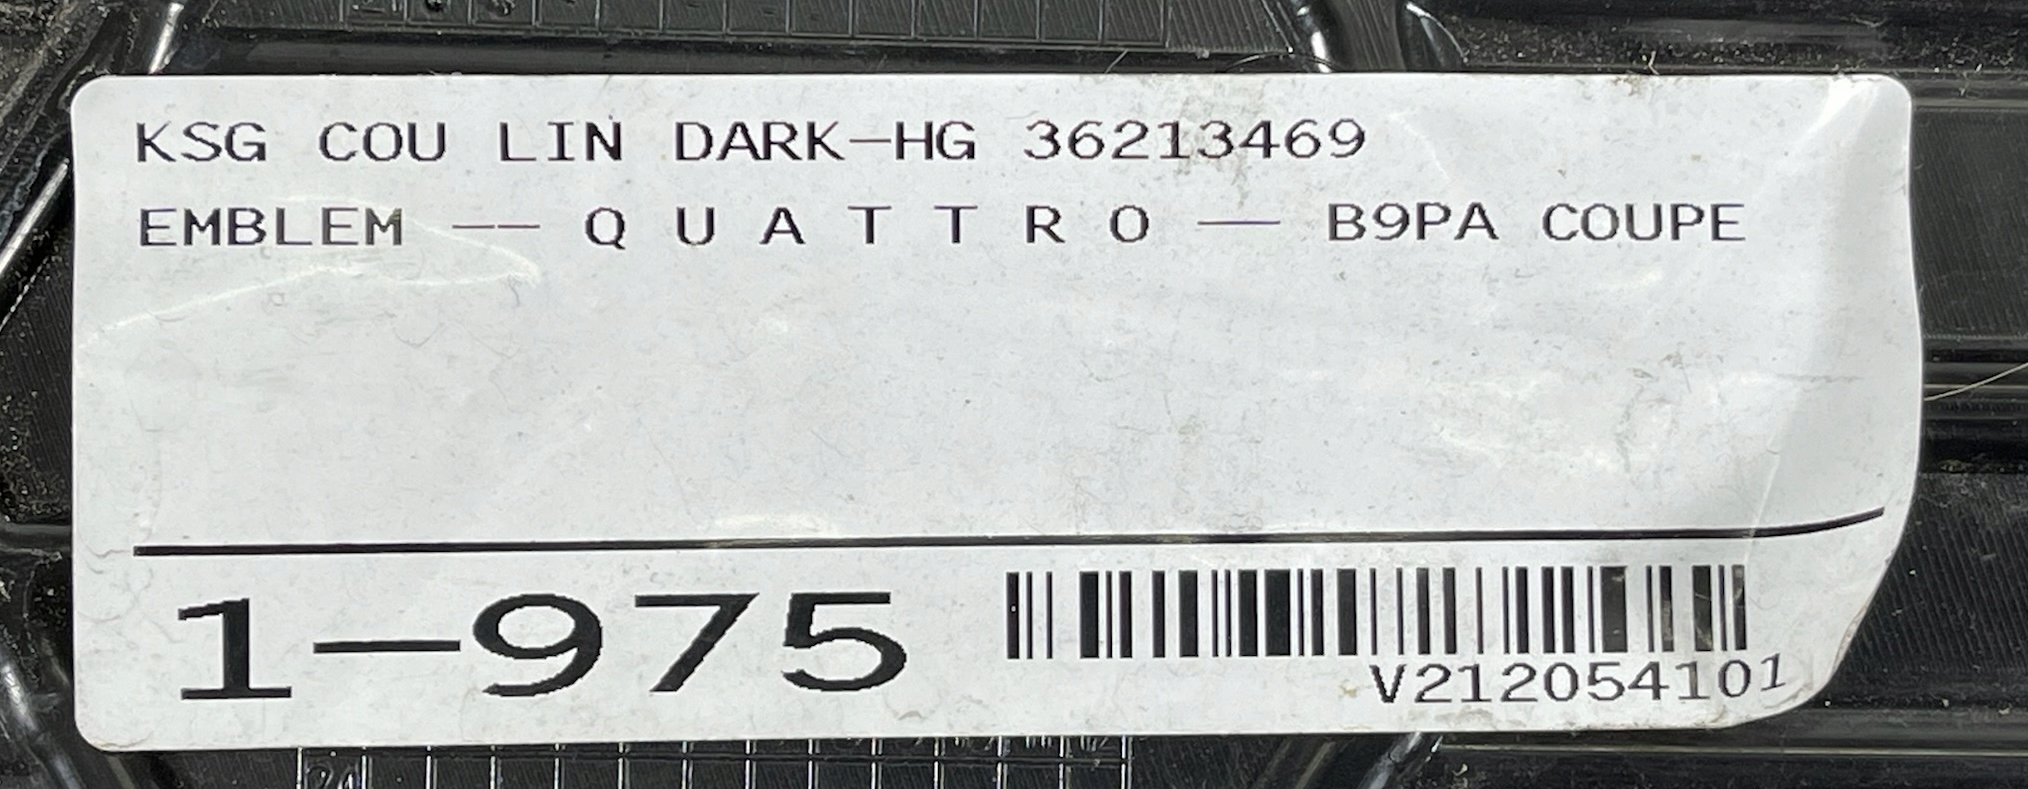 KSG COU LIN DARK-HG 36213469
EMBLEM -- Q U A T T R O - B9PA COUPE
1-975
V212054101